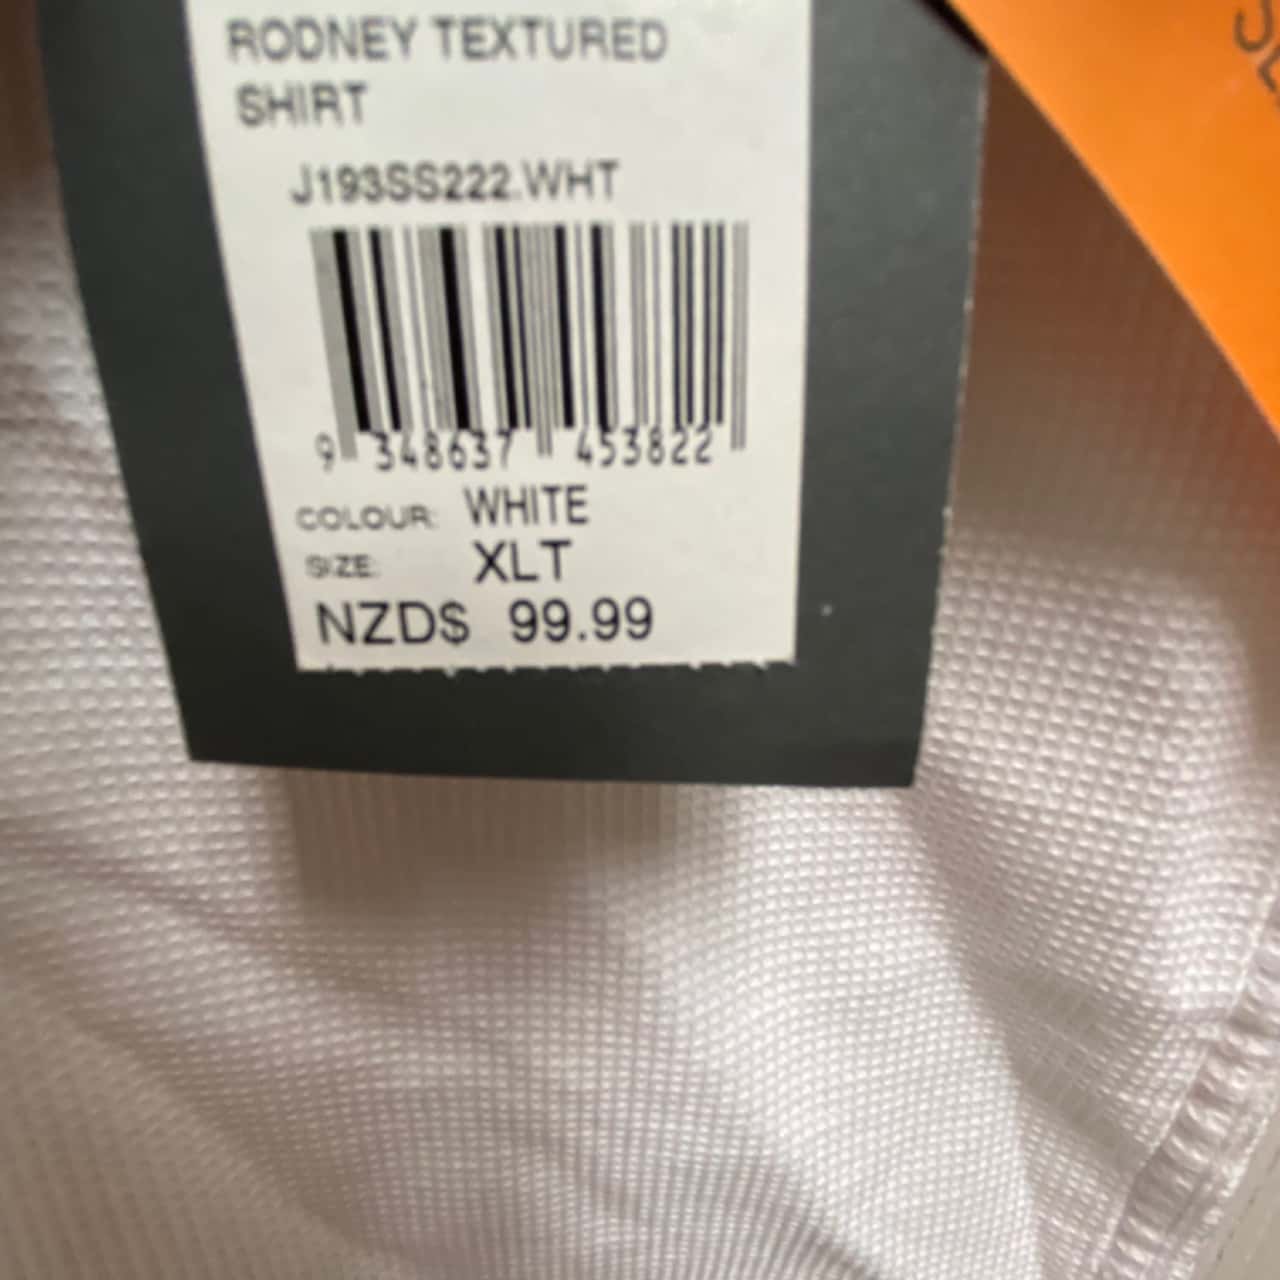 RODNEY TEXTURED
SHIRT
J193SS222.WHT
9 348637 453822
COLOUR: WHITE
SIZE: XLT
NZD$ 99.99